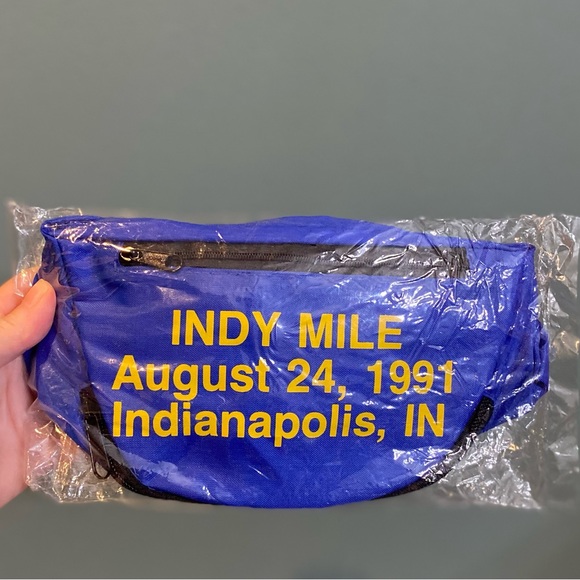 INDY MILE
August 24, 1991
Indianapolis, IN